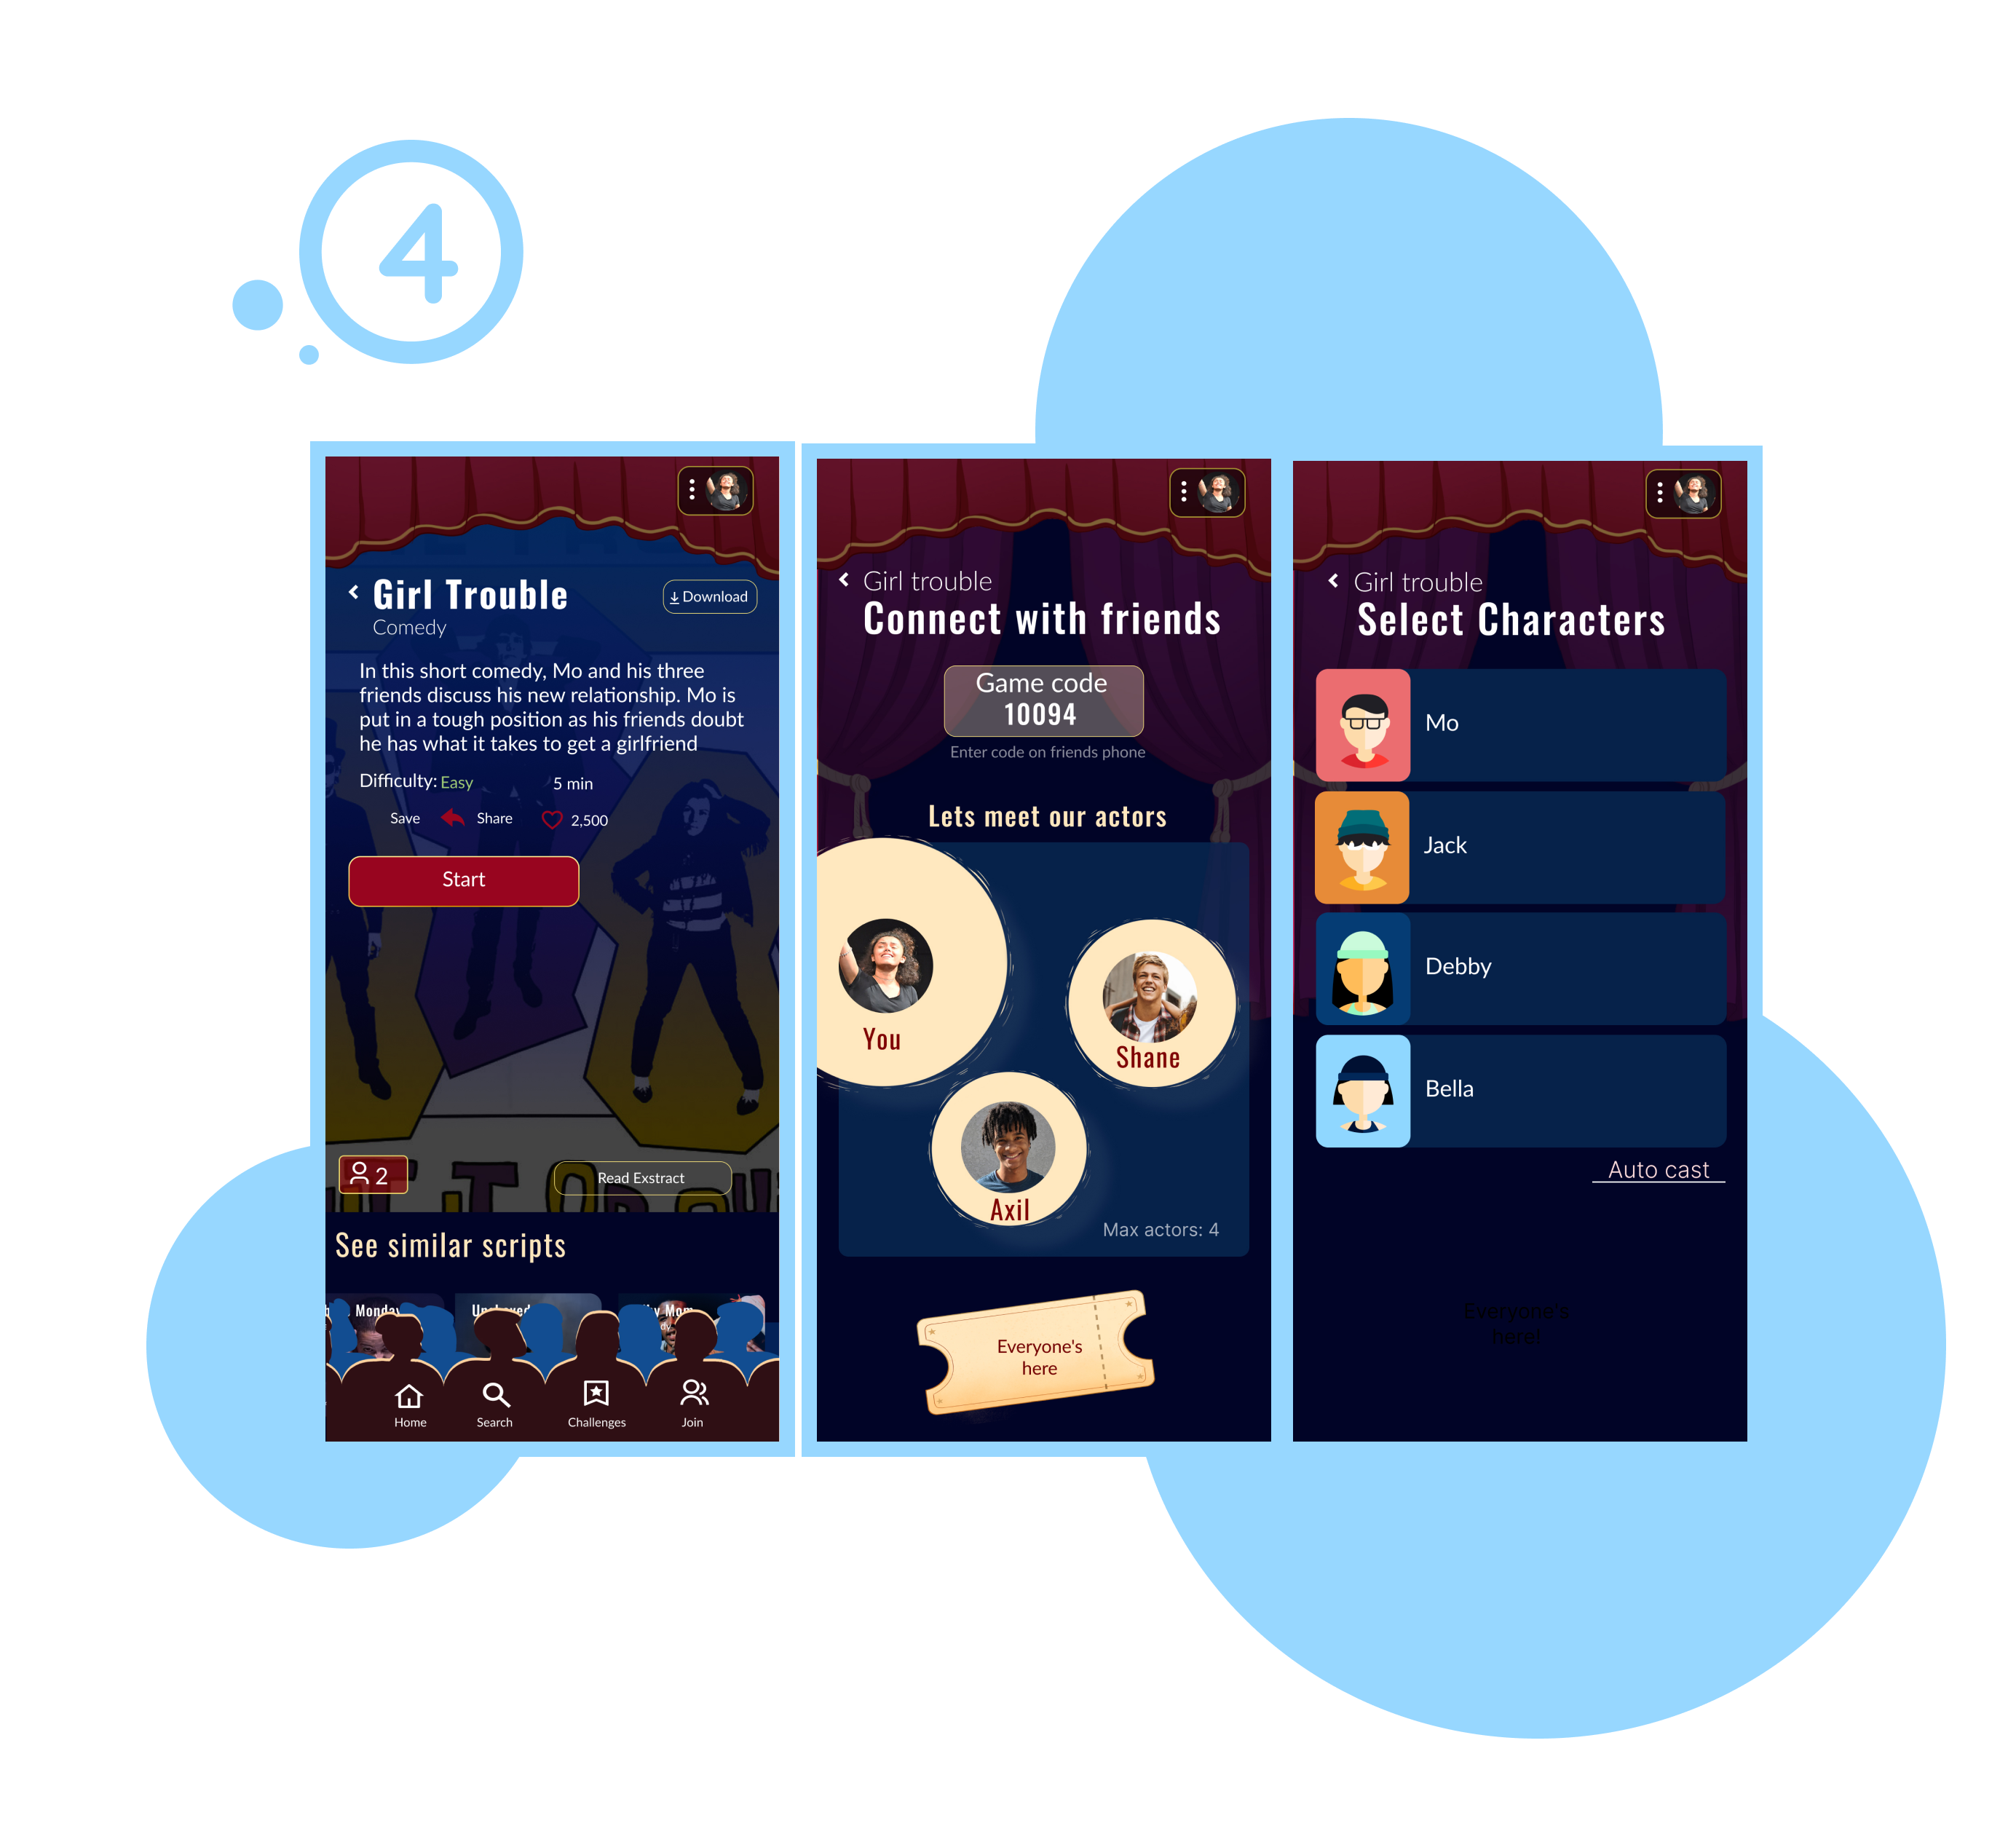 4
Girl Trouble
Download
Comedy
In this short comedy, Mo and his three
friends discuss his new relationship. Mo is
put in a tough position as his friends doubt
he has what it takes to get a girlfriend
Difficulty: Easy
5 min
Save
Share
2,500
Start
2
Read Exstract
See similar scripts
Monday
Mom
Home
Search
Challenges
Join
Girl trouble
Connect with friends
Game code
10094
Enter code on friends phone
Lets meet our actors
You
Shane
Axil
Max actors: 4
Everyone's
here
Girl trouble
Select Characters
Mo
Jack
Debby
Bella
Auto cast
Everyone's
here!